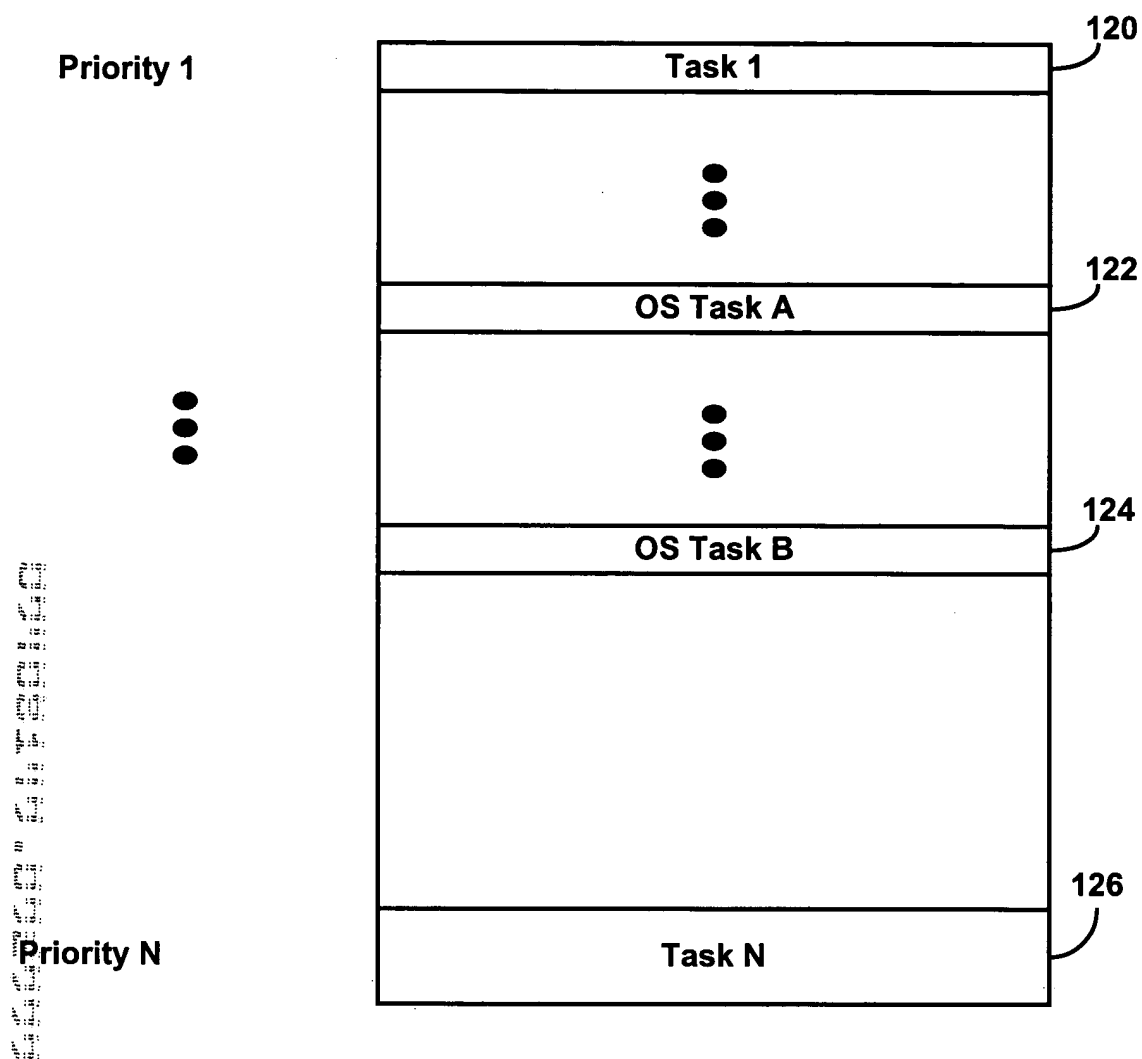 120
Priority 1
Task 1
122
OS Task A
124
OS Task B
126
Priority N
Task N